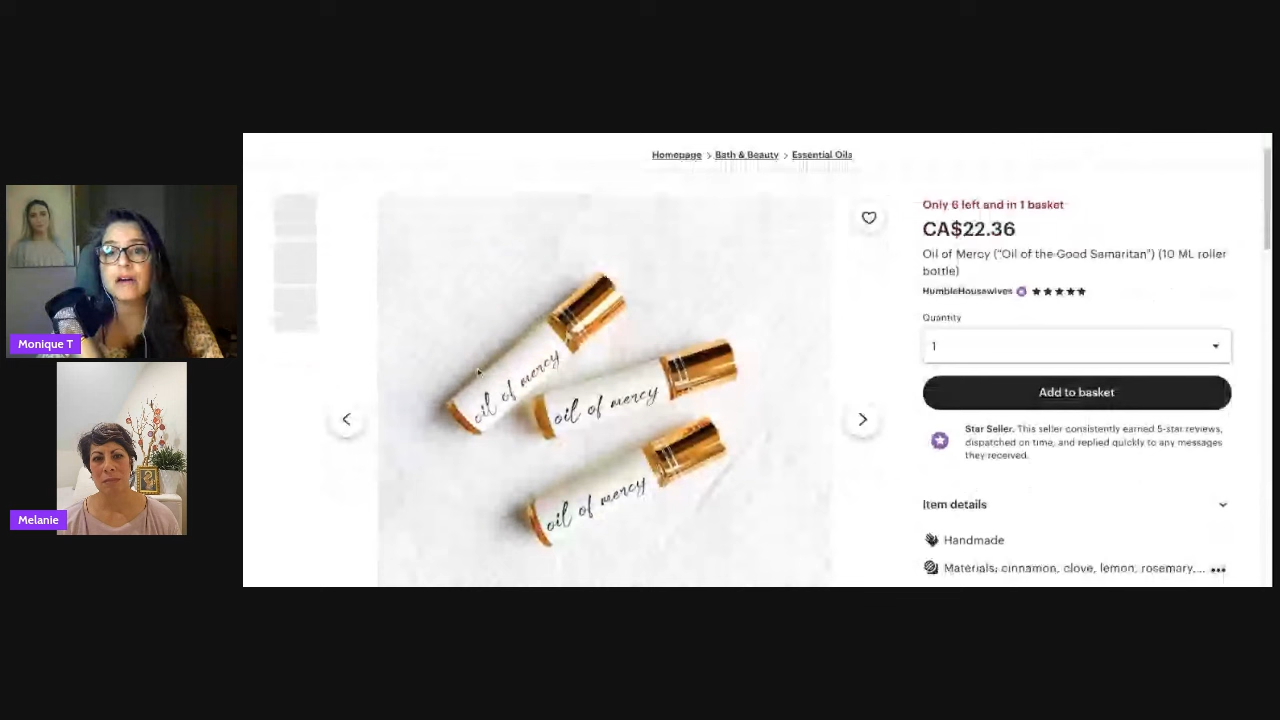 Homepage > Bath & Beauty > Essential Oils
Only 6 left and in 1 basket
CA$22.36
Oil of Mercy ("Oil of the Good Samaritan") (10 ML roller
bottle)
HumbleHousewives ★★★★★
Quantity
1
Add to basket
Star Seller. This seller consistently earned 5-star reviews,
dispatched on time, and replied quickly to any messages
they received.
Item details
Handmade
Materials: cinnamon, clove, lemon, rosemary,...
oil of mercy
oil of mercy
oil of mercy
Monique T
Melanie